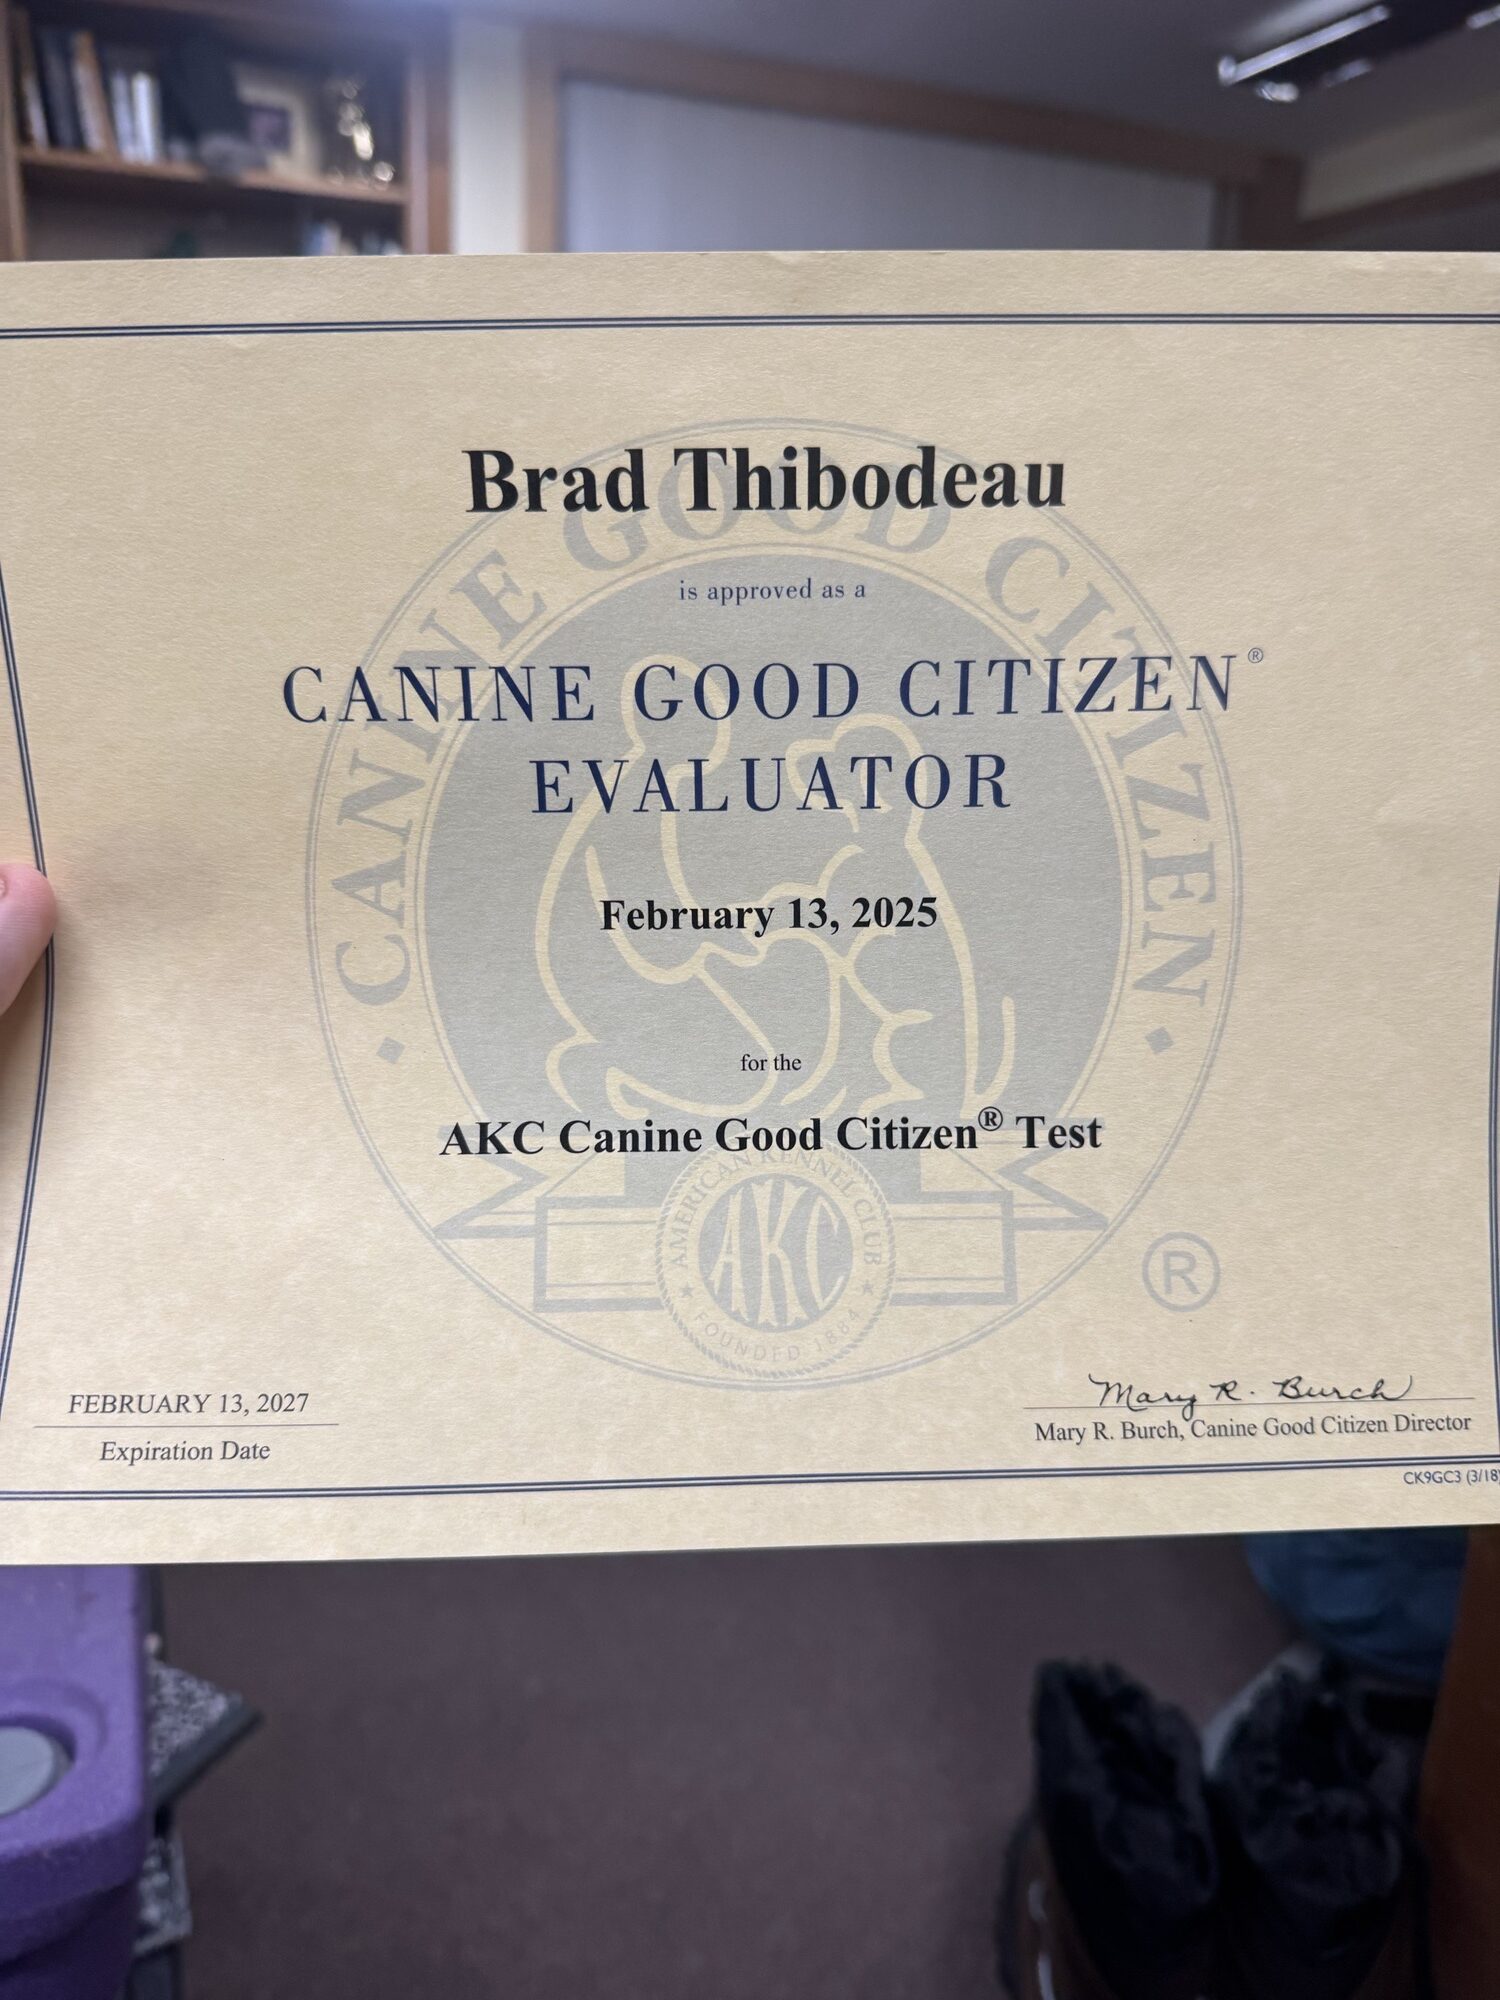 Brad Thibodeau
is approved as a
CANINE GOOD CITIZEN®
EVALUATOR
February 13, 2025
for the
AKC Canine Good Citizen® Test
· CANINE GOOD CITIZEN ·
AMERICAN KENNEL CLUB
AKC
FOUNDED 1884
®
FEBRUARY 13, 2027
Expiration Date
Mary R. Burch
Mary R. Burch, Canine Good Citizen Director
CK9GC3 (3/18)